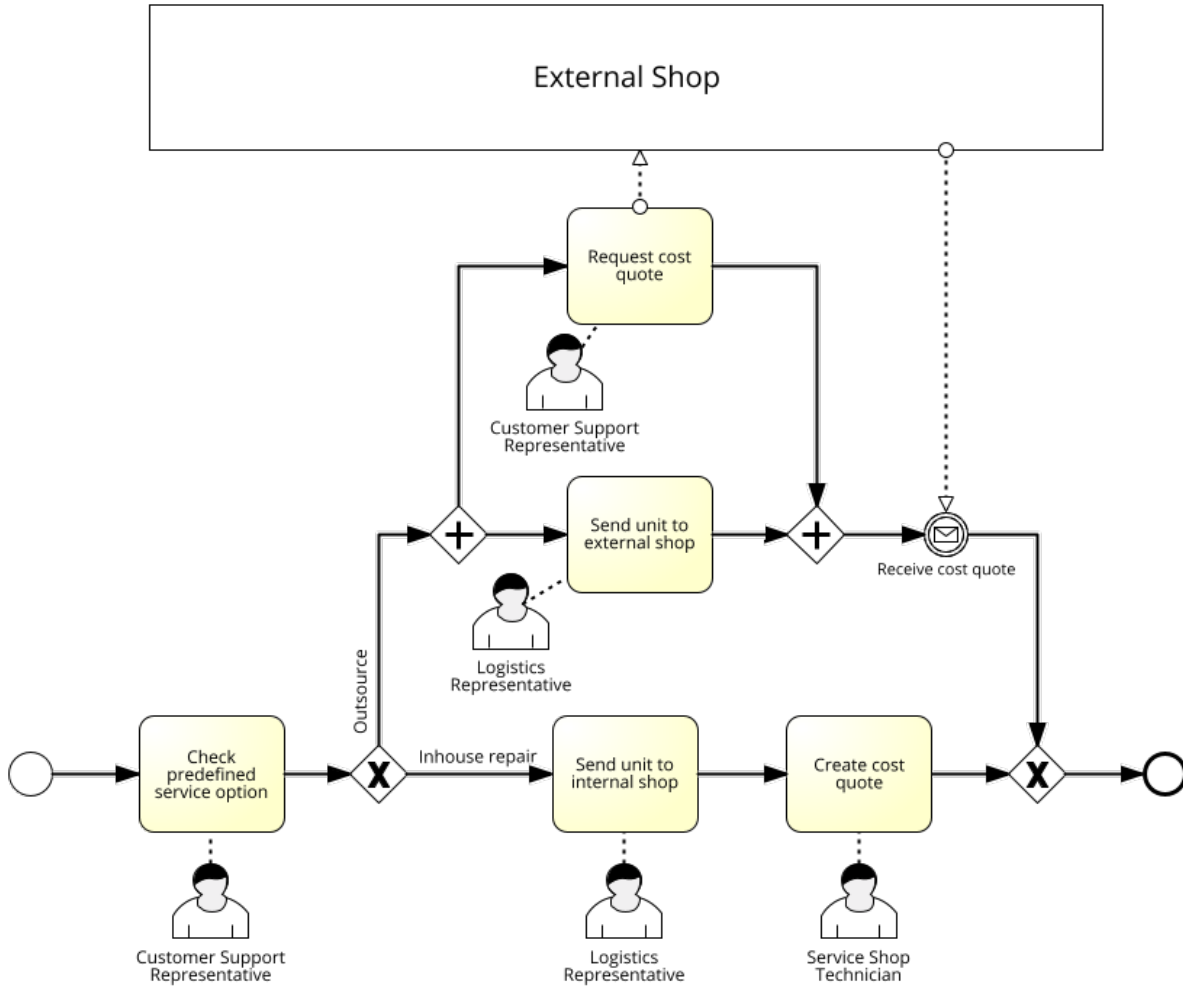 External Shop
Request cost
quote
Customer Support
Representative
Send unit to
external shop
Receive cost quote
Logistics
Representative
Outsource
Check
predefined
service option
Inhouse repair
Send unit to
internal shop
Create cost
quote
Customer Support
Representative
Logistics
Representative
Service Shop
Technician